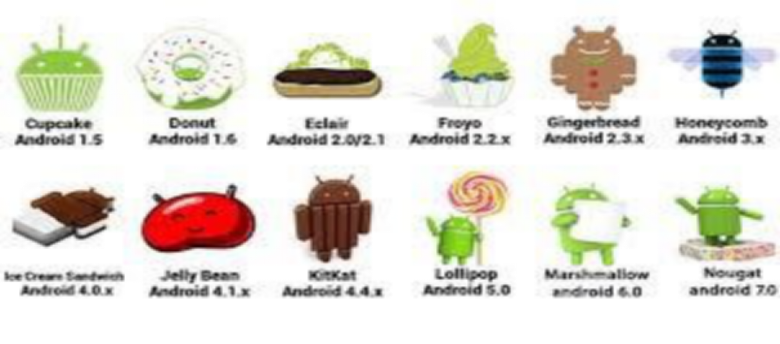 Cupcake
Android 1.5
Donut
Android 1.6
Eclair
Android 2.0/2.1
Froyo
Android 2.2.x
Gingerbread
Android 2.3.x
Honeycomb
Android 3.x
Ice Cream Sandwich
Android 4.0.x
Jelly Bean
Android 4.1.x
KitKat
Android 4.4.x
Lollipop
Android 5.0
Marshmallow
android 6.0
Nougat
android 7.0